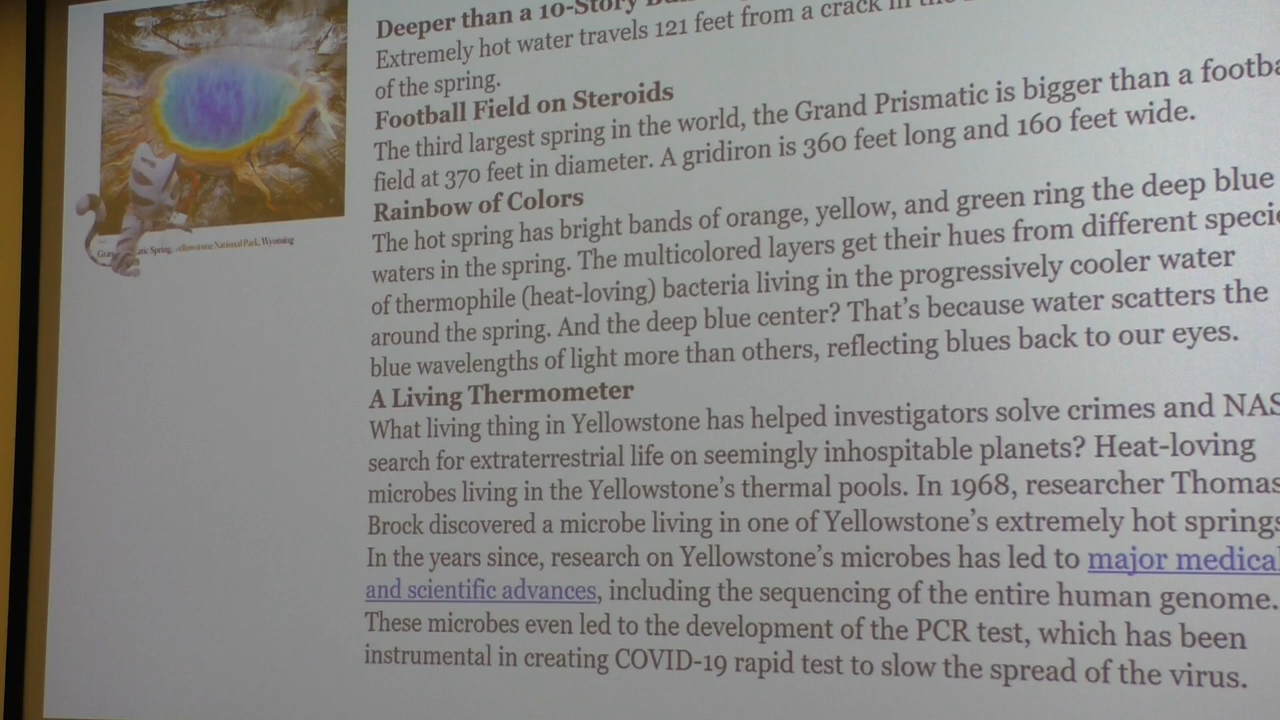 Deeper than a 10-Story
Extremely hot water travels 121 feet from a crack in the
of the spring.
Football Field on Steroids
The third largest spring in the world, the Grand Prismatic is bigger than a footba
field at 370 feet in diameter. A gridiron is 360 feet long and 160 feet wide.
Rainbow of Colors
The hot spring has bright bands of orange, yellow, and green ring the deep blue
waters in the spring. The multicolored layers get their hues from different speci
of thermophile (heat-loving) bacteria living in the progressively cooler water
around the spring. And the deep blue center? That's because water scatters the
blue wavelengths of light more than others, reflecting blues back to our eyes.
A Living Thermometer
What living thing in Yellowstone has helped investigators solve crimes and NAS
search for extraterrestrial life on seemingly inhospitable planets? Heat-loving
microbes living in the Yellowstone's thermal pools. In 1968, researcher Thomas
Brock discovered a microbe living in one of Yellowstone's extremely hot springs
In the years since, research on Yellowstone's microbes has led to major medical
and scientific advances, including the sequencing of the entire human genome.
These microbes even led to the development of the PCR test, which has been
instrumental in creating COVID-19 rapid test to slow the spread of the virus.
Spring, Yellowstone National Park, Wyoming